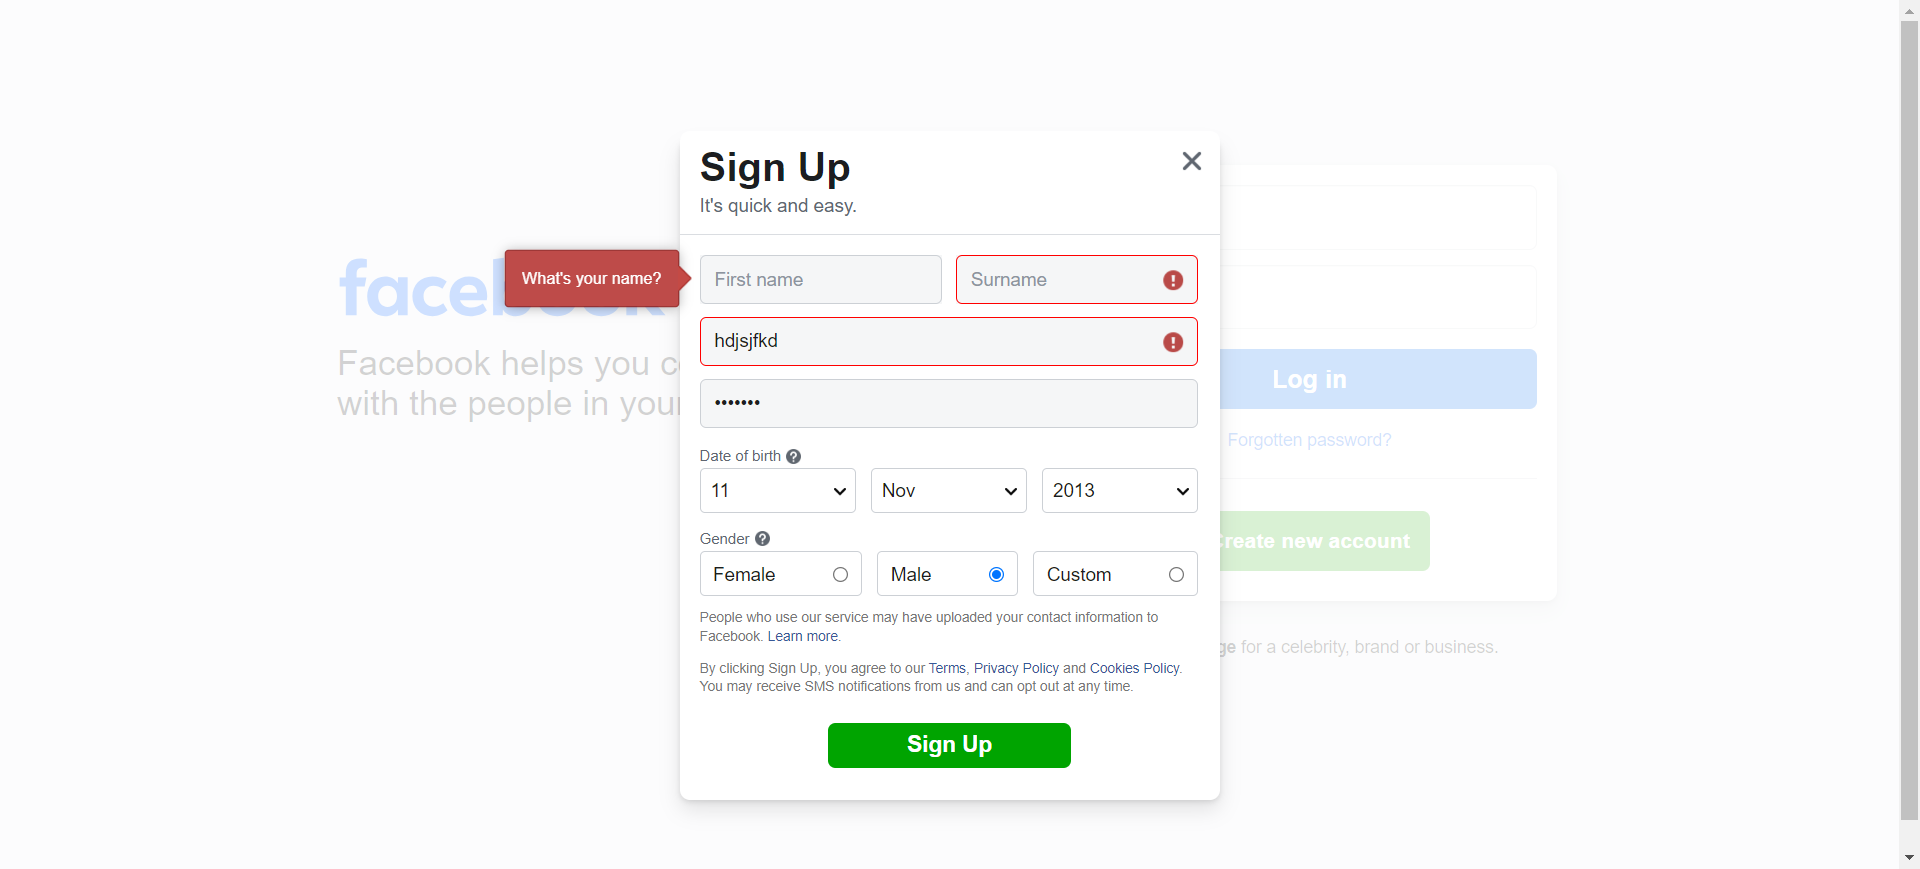 Sign Up
It's quick and easy.
What's your name?
First name
Surname
hdjsjfkd
•••••••
Date of birth
11
Nov
2013
Gender
Female
Male
Custom
People who use our service may have uploaded your contact information to
Facebook. Learn more.
By clicking Sign Up, you agree to our Terms, Privacy Policy and Cookies Policy.
You may receive SMS notifications from us and can opt out at any time.
Sign Up
facebook
Facebook helps you
with the people in your
Log in
Forgotten password?
Create new account
for a celebrity, brand or business.